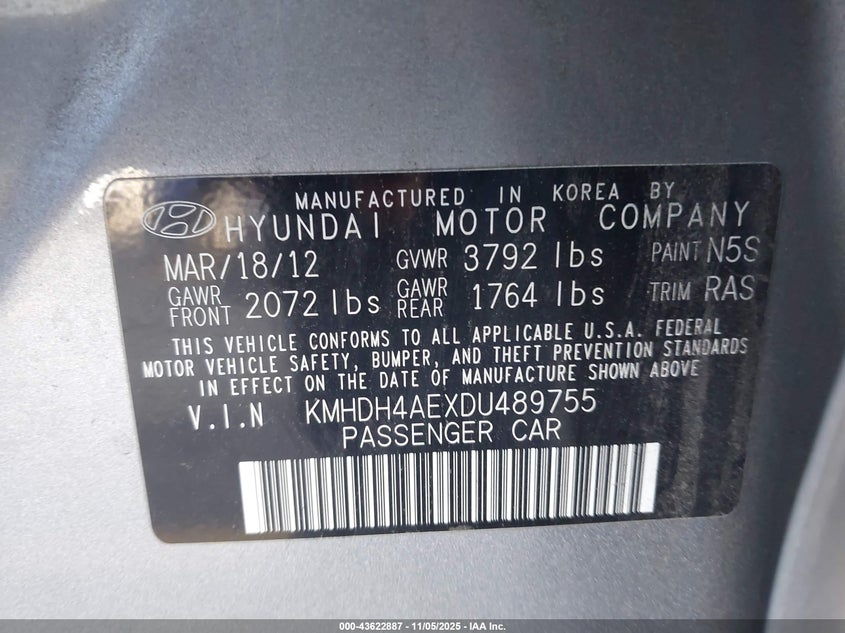 MANUFACTURED IN KOREA BY
HYUNDAI MOTOR COMPANY
MAR/18/12 GVWR 3792 lbs PAINT N5S
GAWR FRONT 2072 lbs GAWR REAR 1764 lbs TRIM RAS
THIS VEHICLE CONFORMS TO ALL APPLICABLE U.S.A. FEDERAL
MOTOR VEHICLE SAFETY, BUMPER, AND THEFT PREVENTION STANDARDS
IN EFFECT ON THE DATE OF MANUFACTURE SHOWN ABOVE
V.I.N KMHDH4AEXDU489755
PASSENGER CAR
000-43622887 - 11/05/2025 - IAA Inc.